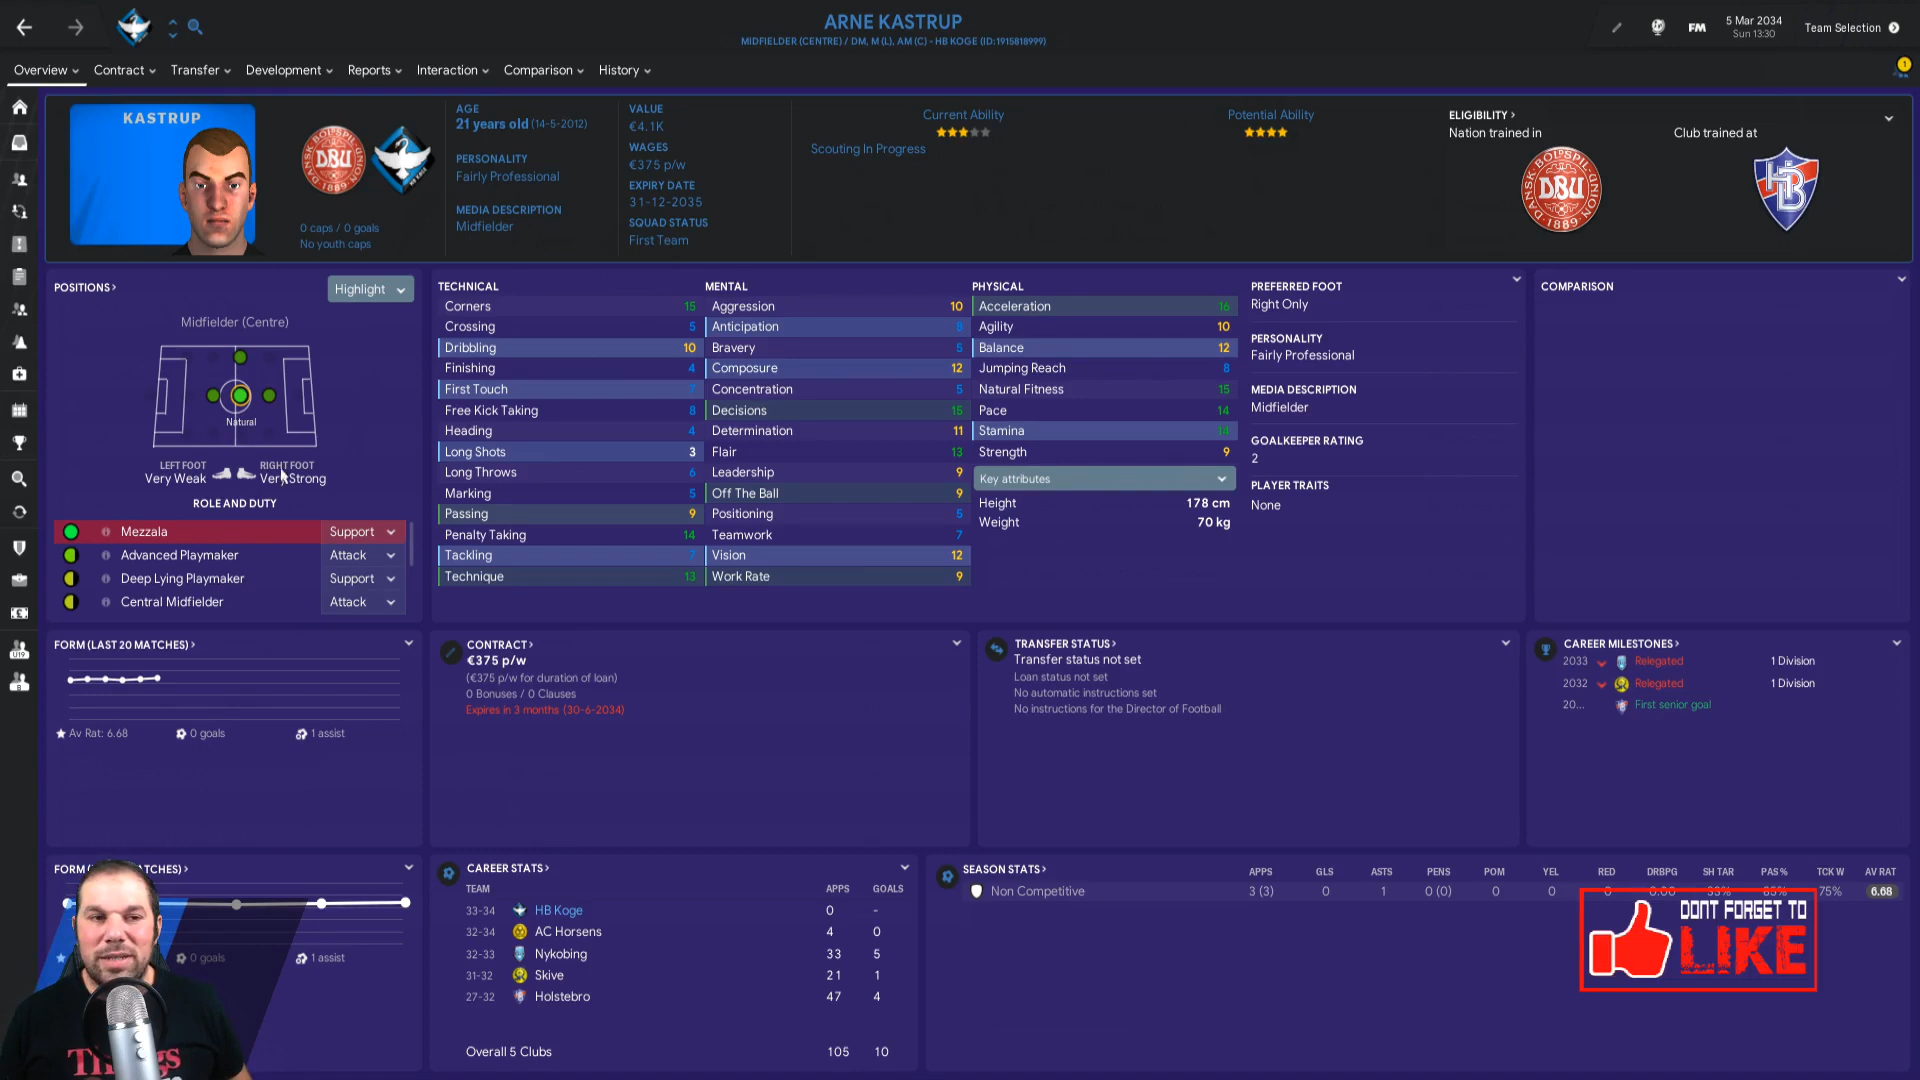 ARNE KASTRUP
MIDFIELDER (CENTRE) / DM, M (L), AM (C) - HB KOGE (ID:1915818999)
FM
5 Mar 2034
Sun 13:30
Team Selection
Overview Contract Transfer Development Reports Interaction Comparison History
1
KASTRUP
0 caps / 0 goals
No youth caps
AGE
21 years old (14-5-2012)
PERSONALITY
Fairly Professional
MEDIA DESCRIPTION
Midfielder
VALUE
€4.1K
WAGES
€375 p/w
EXPIRY DATE
31-12-2035
SQUAD STATUS
First Team
Current Ability
Scouting In Progress
Potential Ability
ELIGIBILITY >
Nation trained in
Club trained at
POSITIONS >
Highlight
Midfielder (Centre)
Natural
LEFT FOOT
Very Weak
RIGHT FOOT
Very Strong
ROLE AND DUTY
Mezzala Support
Advanced Playmaker Attack
Deep Lying Playmaker Support
Central Midfielder Attack
TECHNICAL
Corners 15
Crossing 5
Dribbling 10
Finishing 4
First Touch 7
Free Kick Taking 8
Heading 4
Long Shots 3
Long Throws 6
Marking 5
Passing 9
Penalty Taking 14
Tackling 7
Technique 13
MENTAL
Aggression 10
Anticipation 8
Bravery 5
Composure 12
Concentration 5
Decisions 15
Determination 11
Flair 13
Leadership 9
Off The Ball 9
Positioning 5
Teamwork 7
Vision 12
Work Rate 9
PHYSICAL
Acceleration 16
Agility 10
Balance 12
Jumping Reach 8
Natural Fitness 15
Pace 14
Stamina 14
Strength 9
Key attributes
Height 178 cm
Weight 70 kg
PREFERRED FOOT
Right Only
PERSONALITY
Fairly Professional
MEDIA DESCRIPTION
Midfielder
GOALKEEPER RATING
2
PLAYER TRAITS
None
COMPARISON
FORM (LAST 20 MATCHES) >
Av Rat: 6.68 0 goals 1 assist
CONTRACT >
€375 p/w
(€375 p/w for duration of loan)
0 Bonuses / 0 Clauses
Expires in 3 months (30-6-2034)
TRANSFER STATUS >
Transfer status not set
Loan status not set
No automatic instructions set
No instructions for the Director of Football
CAREER MILESTONES >
2033 Relegated 1 Division
2032 Relegated 1 Division
20... First senior goal
0 goals 1 assist
CAREER STATS >
TEAM APPS GOALS
33-34 HB Koge 0 -
32-34 AC Horsens 4 0
32-33 Nykobing 33 5
31-32 Skive 21 1
27-32 Holstebro 47 4
Overall 5 Clubs 105 10
SEASON STATS >
APPS GLS ASTS PENS POM YEL RED DRBPG SH TAR PAS % TCK W AV RAT
Non Competitive 3 (3) 0 1 0 (0) 0 0 0 0.00 33% 85% 75% 6.68
DONT FORGET TO
LIKE